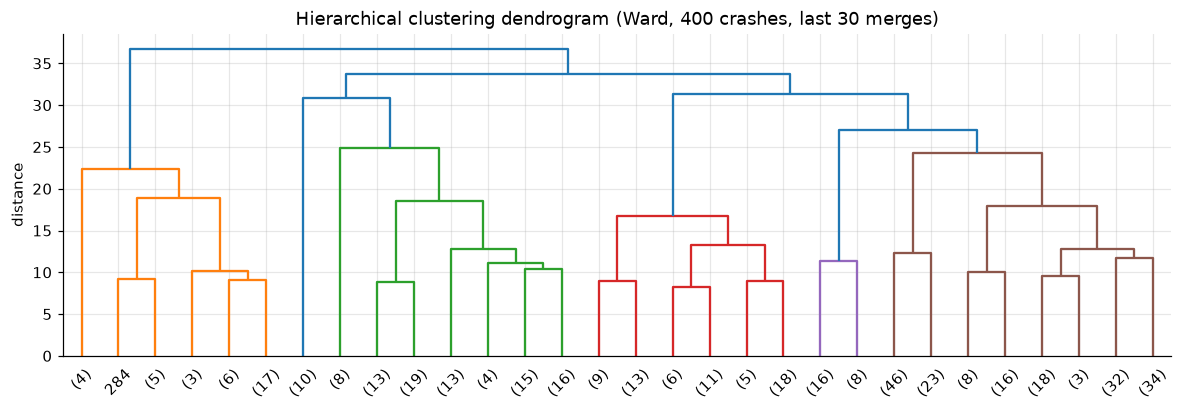 Hierarchical clustering dendrogram (Ward, 400 crashes, last 30 merges)
distance
35
30
25
20
15
10
5
0
(4) 284 (5) (3) (6) (17) (10) (8) (13) (19) (13) (4) (15) (16) (9) (13) (6) (11) (5) (18) (16) (8) (46) (23) (8) (16) (18) (3) (32) (34)